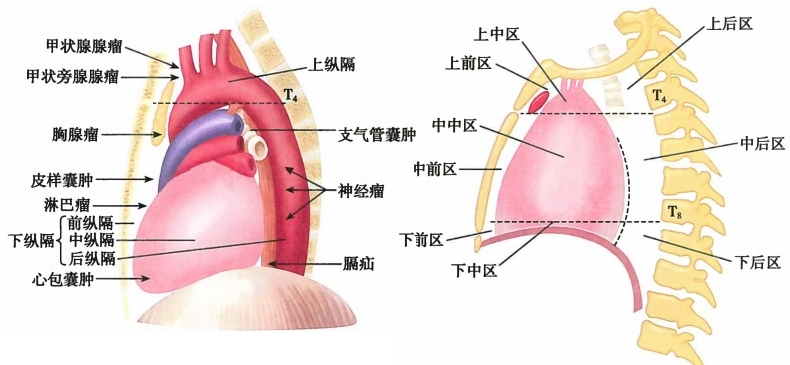 甲状腺腺瘤
甲状旁腺腺瘤
上纵隔
T4
胸腺瘤
支气管囊肿
皮样囊肿
神经瘤
淋巴瘤
下纵隔
前纵隔
中纵隔
后纵隔
膈疝
心包囊肿
上中区
上后区
上前区
T4
中中区
中后区
中前区
T8
下前区
下后区
下中区